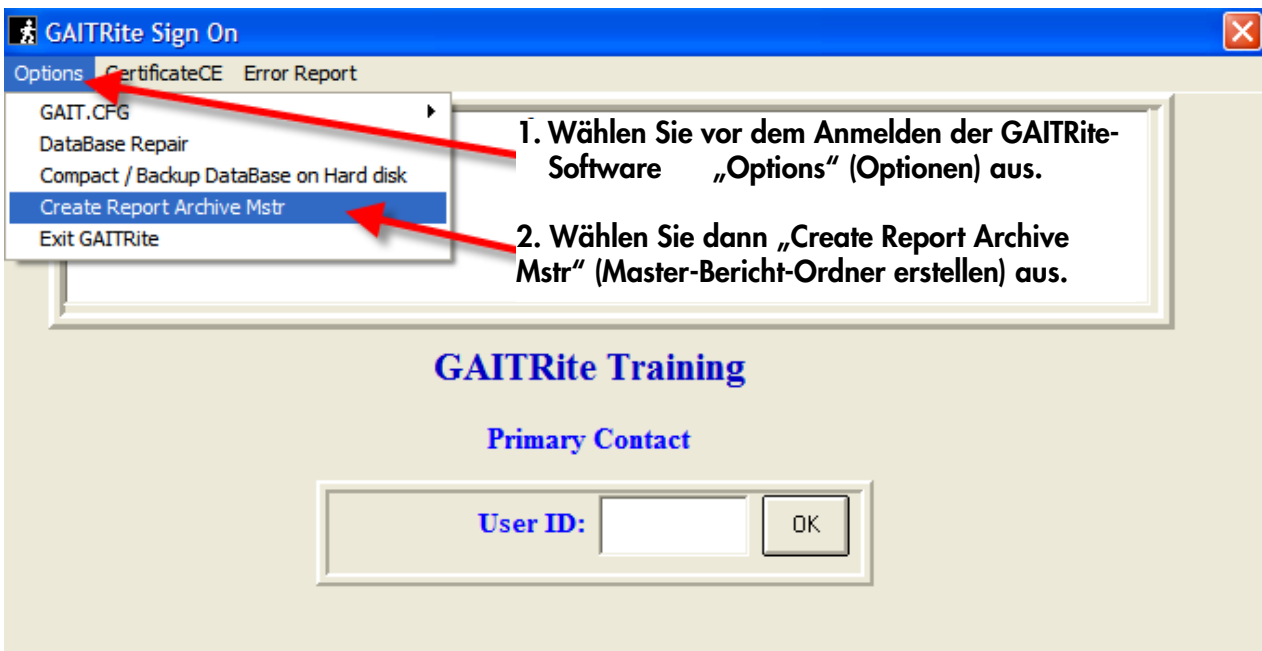 GAITRite Sign On
Options CertificateCE Error Report
GAIT.CFG
DataBase Repair
Compact / Backup DataBase on Hard disk
Create Report Archive Mstr
Exit GAITRite
1. Wählen Sie vor dem Anmelden der GAITRite-
Software „Options“ (Optionen) aus.
2. Wählen Sie dann „Create Report Archive
Mstr“ (Master-Bericht-Ordner erstellen) aus.
GAITRite Training
Primary Contact
User ID:
OK